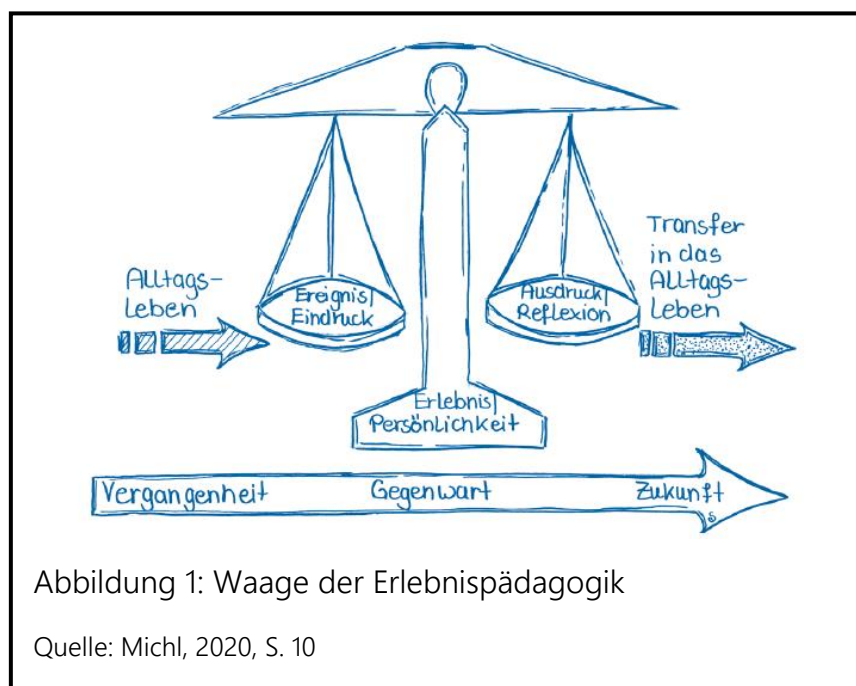 Alltags-
Leben
Ereignis/
Eindruck
Ausdruck/
Reflexion
Transfer
in das
Alltags-
Leben
Erlebnis/
Persönlichkeit
Vergangenheit Gegenwart Zukunft
Abbildung 1: Waage der Erlebnispädagogik
Quelle: Michl, 2020, S. 10